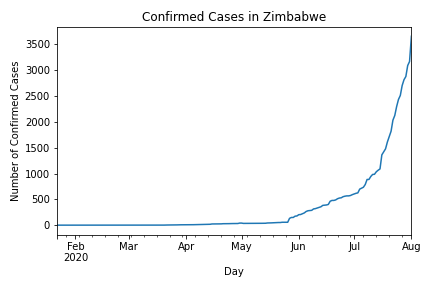 Confirmed Cases in Zimbabwe
Number of Confirmed Cases
3500
3000
2500
2000
1500
1000
500
0
Feb
2020
Mar
Apr
May
Jun
Jul
Aug
Day